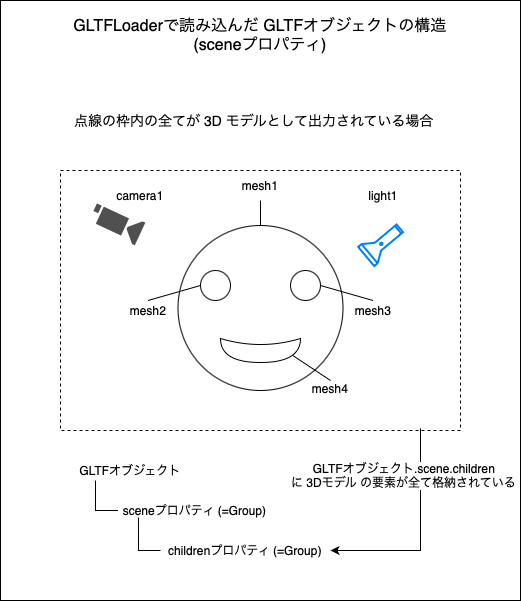 GLTFLoaderで読み込んだ GLTFオブジェクトの構造
(sceneプロパティ)
点線の枠内の全てが 3D モデルとして出力されている場合
camera1
mesh1
light1
mesh2
mesh3
mesh4
GLTFオブジェクト
GLTFオブジェクト.scene.children
に 3Dモデル の要素が全て格納されている
sceneプロパティ (=Group)
childrenプロパティ (=Group)